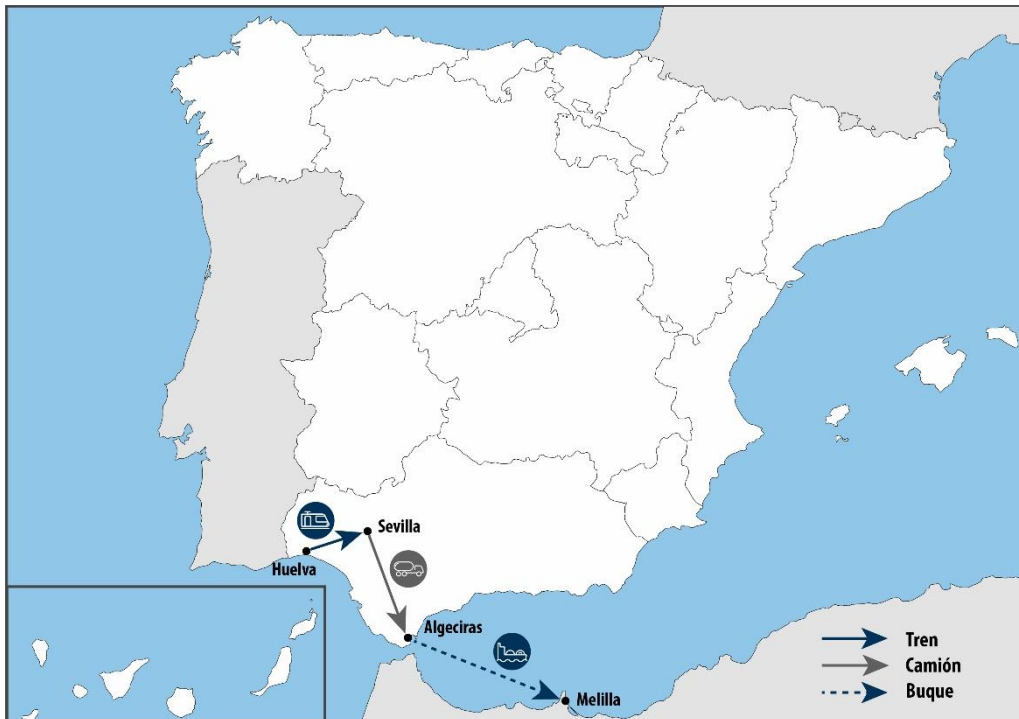 Sevilla
Huelva
Algeciras
Melilla
Tren
Camión
Buque